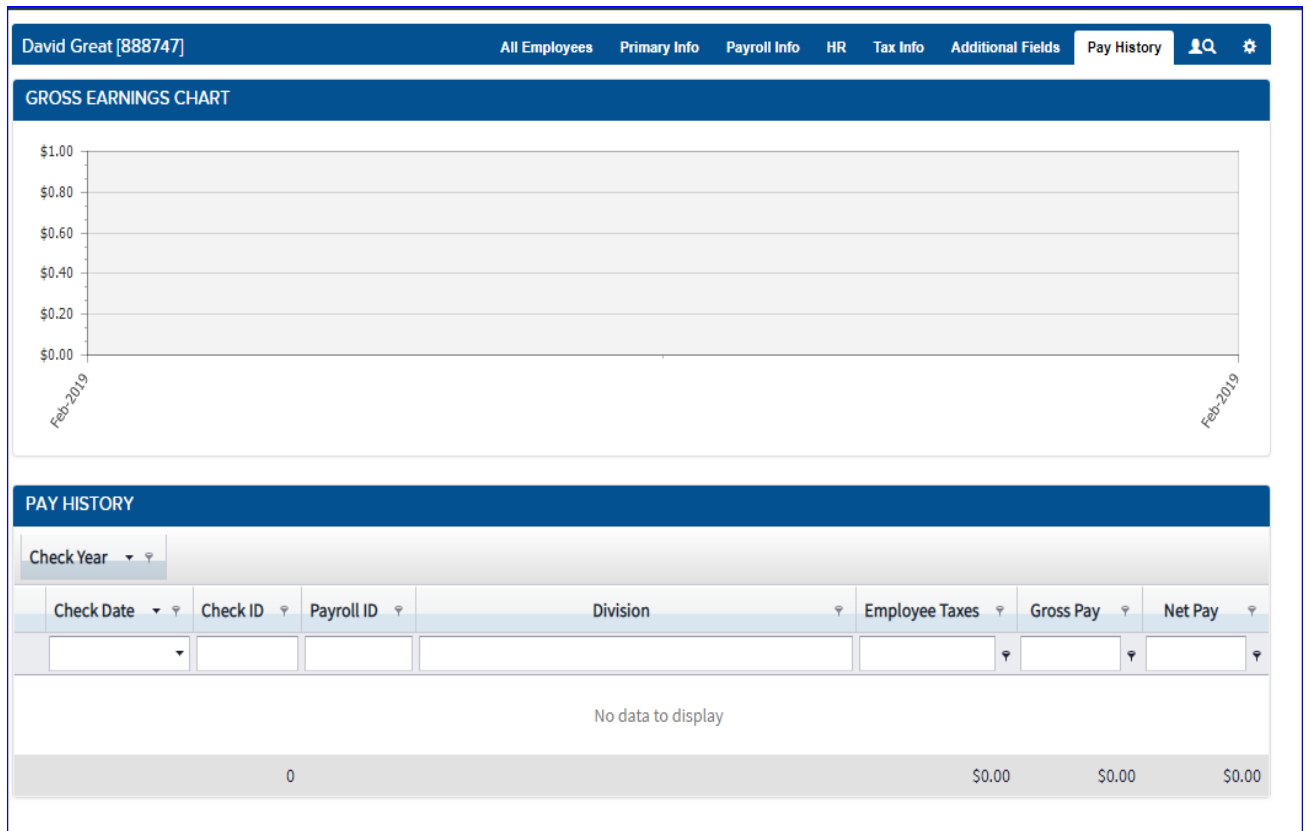 David Great [888747] All Employees Primary Info Payroll Info HR Tax Info Additional Fields Pay History
GROSS EARNINGS CHART
$1.00
$0.80
$0.60
$0.40
$0.20
$0.00
Feb-2019 Feb-2019
PAY HISTORY
Check Year
Check Date Check ID Payroll ID Division Employee Taxes Gross Pay Net Pay
No data to display
0 $0.00 $0.00 $0.00